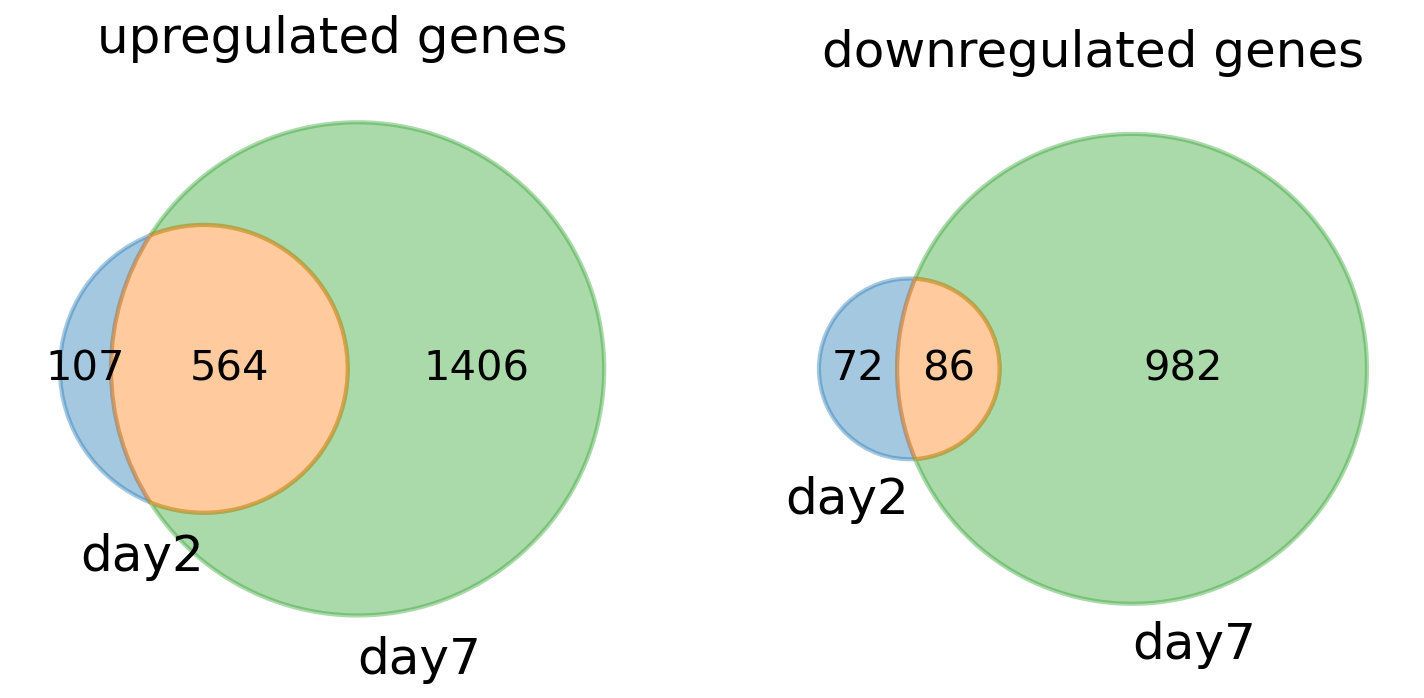 upregulated genes
107 564 1406
day2
day7
downregulated genes
72 86 982
day2
day7